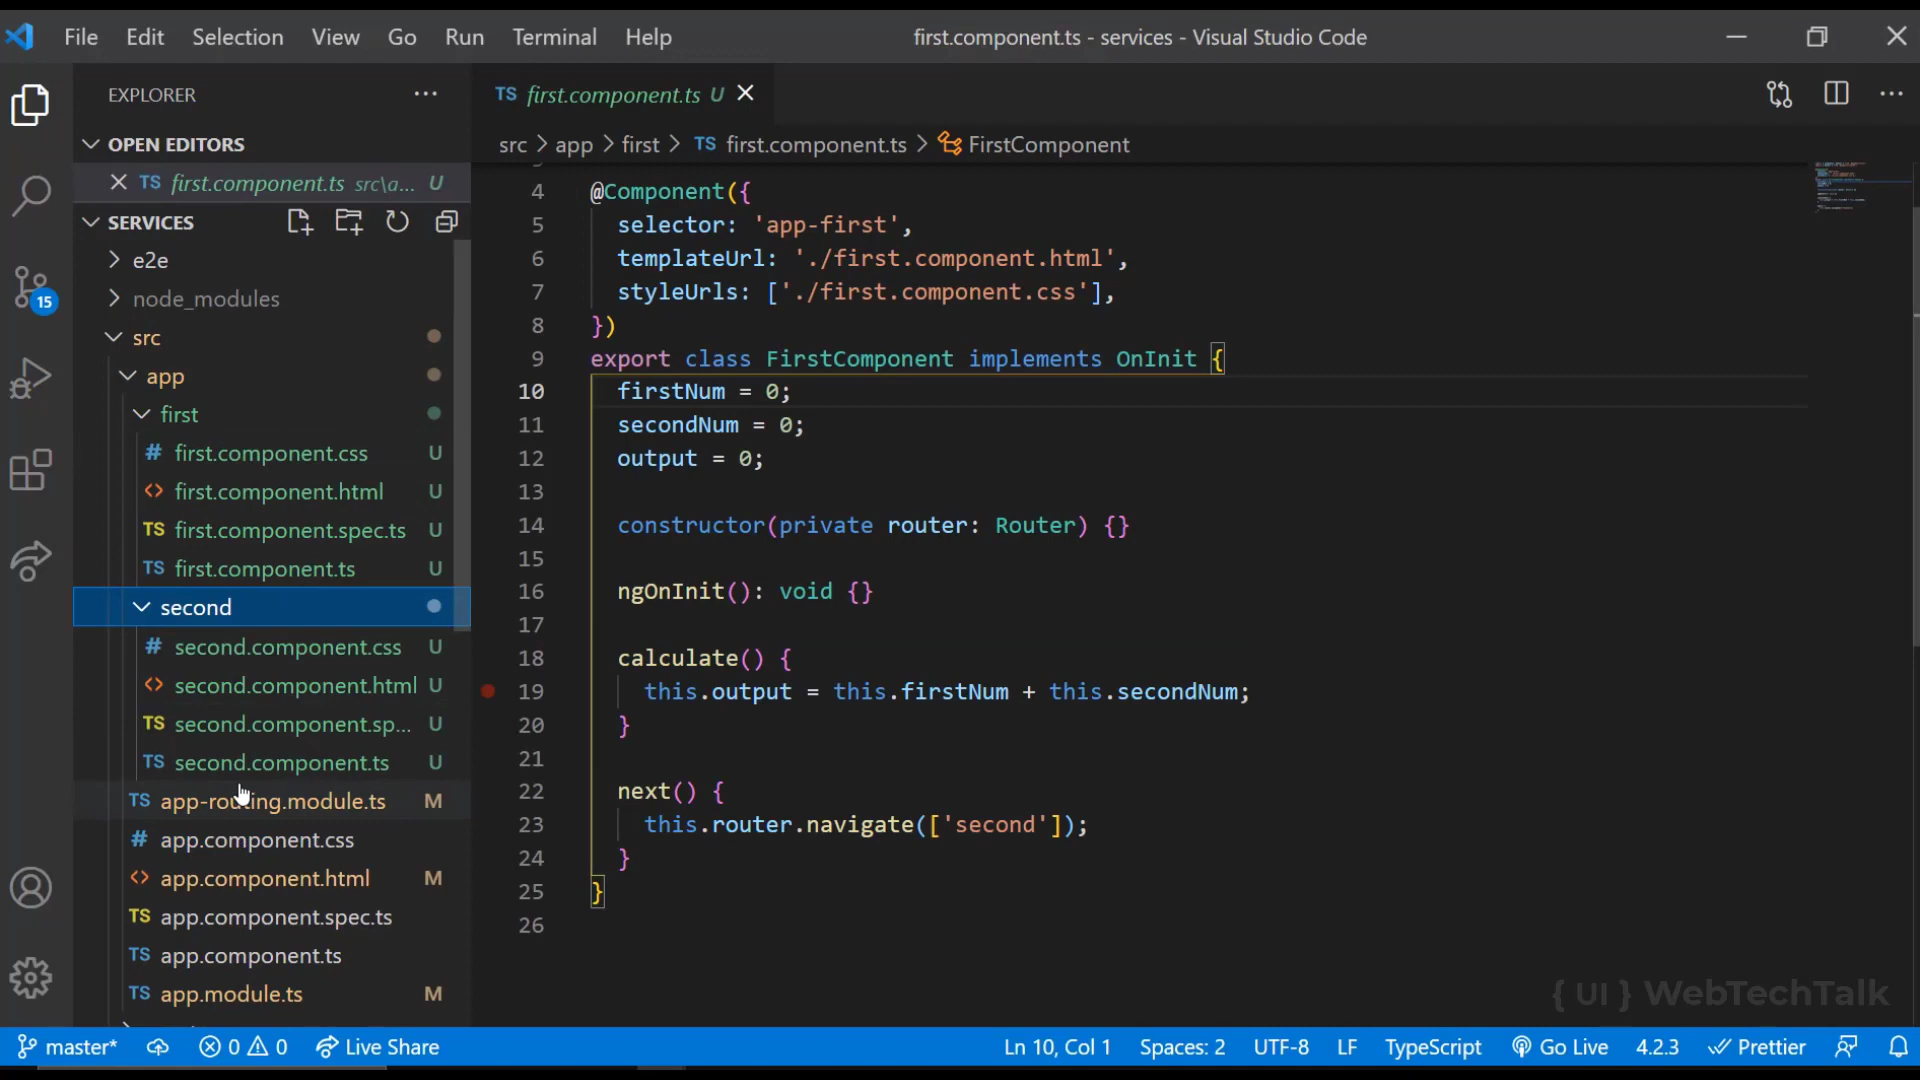 File Edit Selection View Go Run Terminal Help first.component.ts - services - Visual Studio Code
EXPLORER
OPEN EDITORS
TS first.component.ts src\a... U
SERVICES
e2e
node_modules
src
app
first
# first.component.css U
<> first.component.html U
TS first.component.spec.ts U
TS first.component.ts U
second
# second.component.css U
<> second.component.html U
TS second.component.sp... U
TS second.component.ts U
TS app-routing.module.ts M
# app.component.css
<> app.component.html M
TS app.component.spec.ts
TS app.component.ts
TS app.module.ts M
15
TS first.component.ts U
src > app > first > TS first.component.ts > FirstComponent
4 @Component({
5 selector: 'app-first',
6 templateUrl: './first.component.html',
7 styleUrls: ['./first.component.css'],
8 })
9 export class FirstComponent implements OnInit {
10 firstNum = 0;
11 secondNum = 0;
12 output = 0;
13
14 constructor(private router: Router) {}
15
16 ngOnInit(): void {}
17
18 calculate() {
19 this.output = this.firstNum + this.secondNum;
20 }
21
22 next() {
23 this.router.navigate(['second']);
24 }
25 }
26
{ UI } WebTechTalk
master* 0 0 Live Share Ln 10, Col 1 Spaces: 2 UTF-8 LF TypeScript Go Live 4.2.3 Prettier